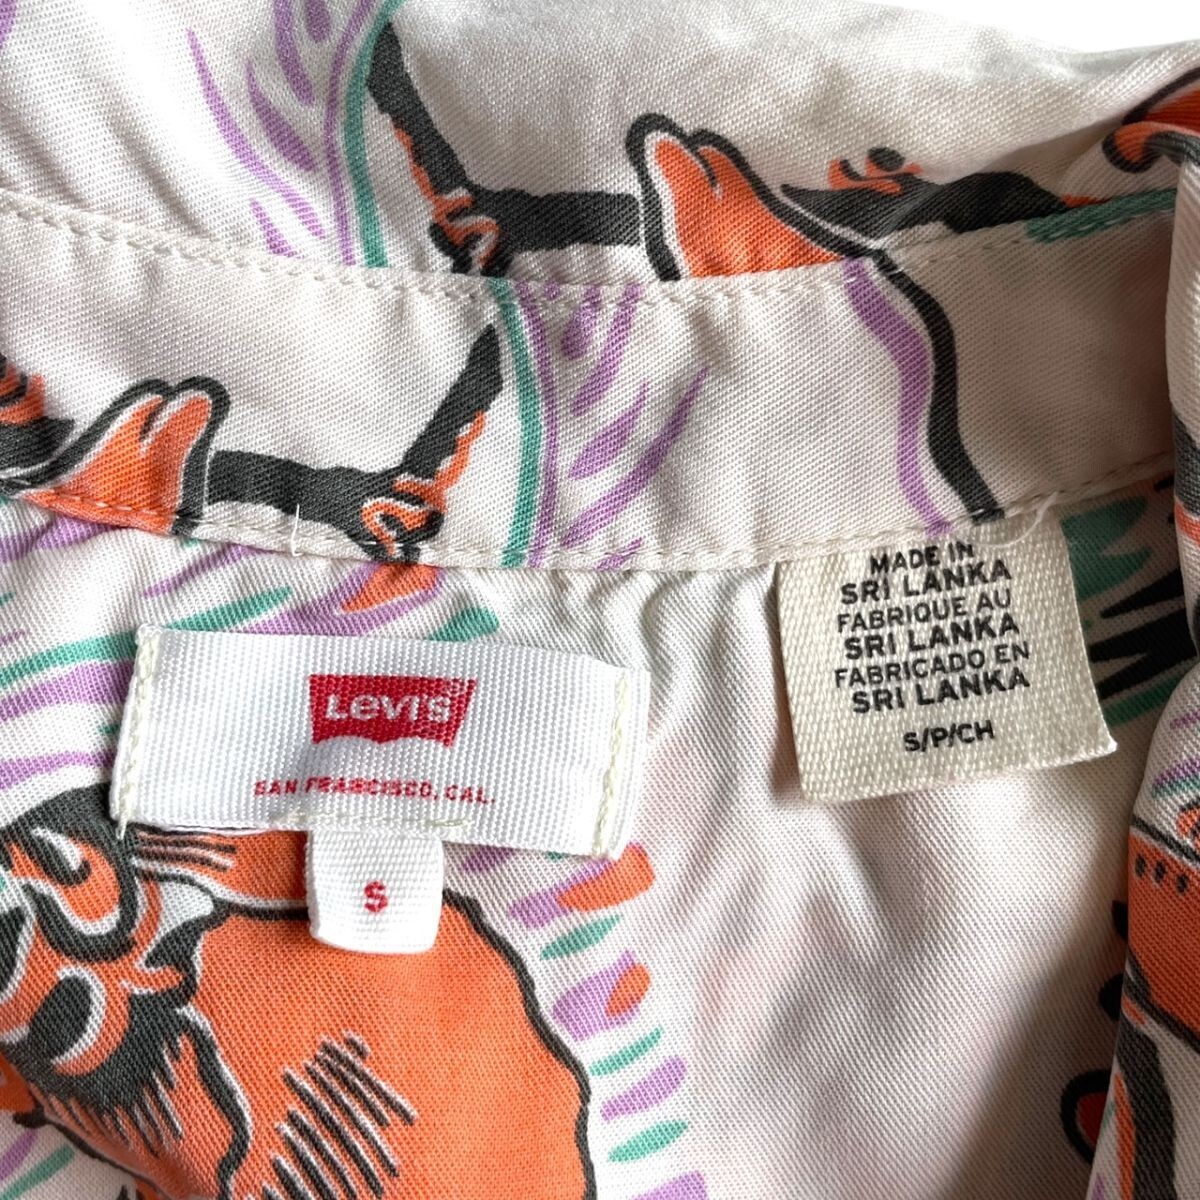 LEVI'S
SAN FRANCISCO, CAL.
S
MADE IN
SRI LANKA
FABRIQUE AU
SRI LANKA
FABRICADO EN
SRI LANKA
S/P/CH